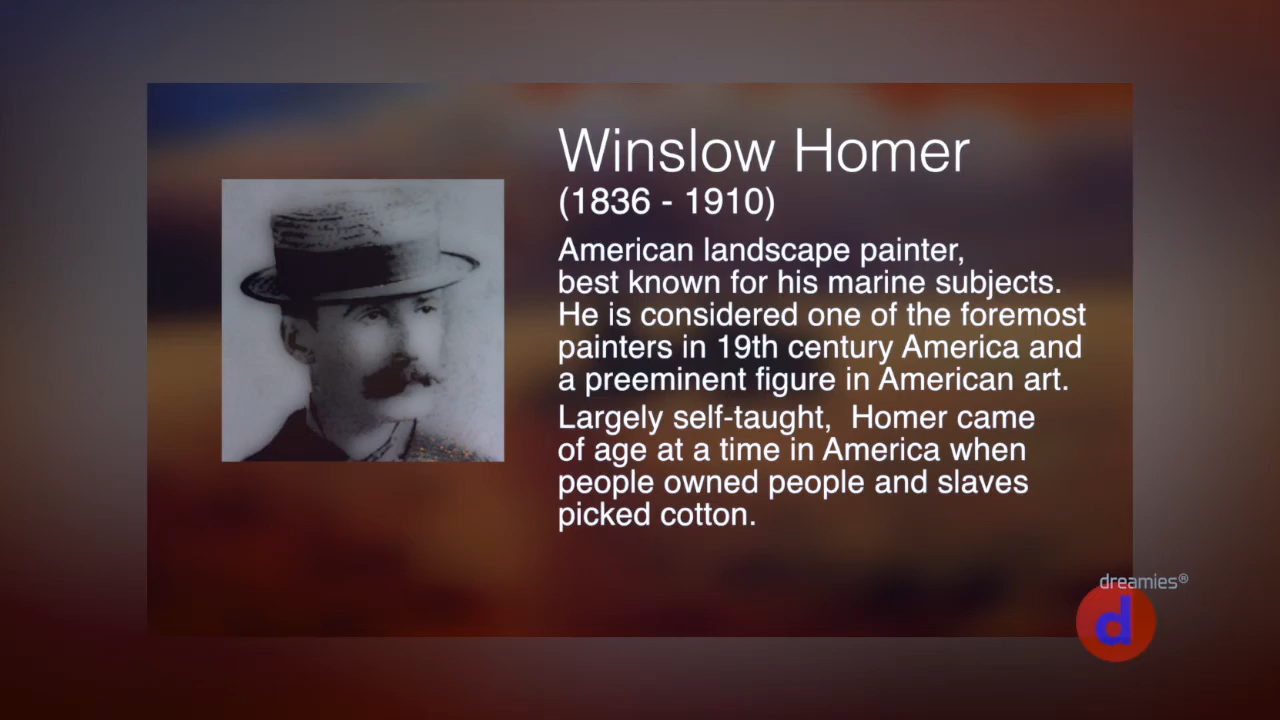 Winslow Homer
(1836 - 1910)
American landscape painter,
best known for his marine subjects.
He is considered one of the foremost
painters in 19th century America and
a preeminent figure in American art.
Largely self-taught,  Homer came
of age at a time in America when
people owned people and slaves
picked cotton.
dreamies®
d